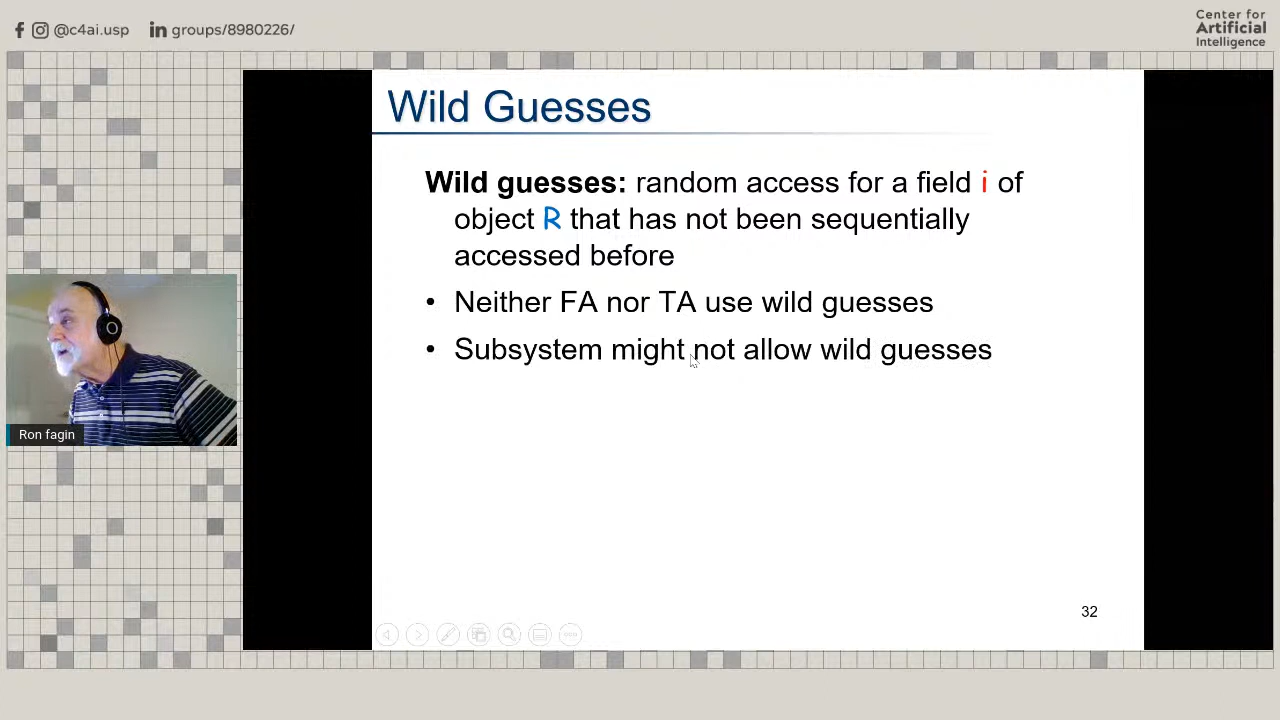 @c4ai.usp
groups/8980226/
Center for
Artificial
Intelligence
Wild Guesses
Wild guesses: random access for a field i of
object R that has not been sequentially
accessed before
• Neither FA nor TA use wild guesses
• Subsystem might not allow wild guesses
Ron fagin
32